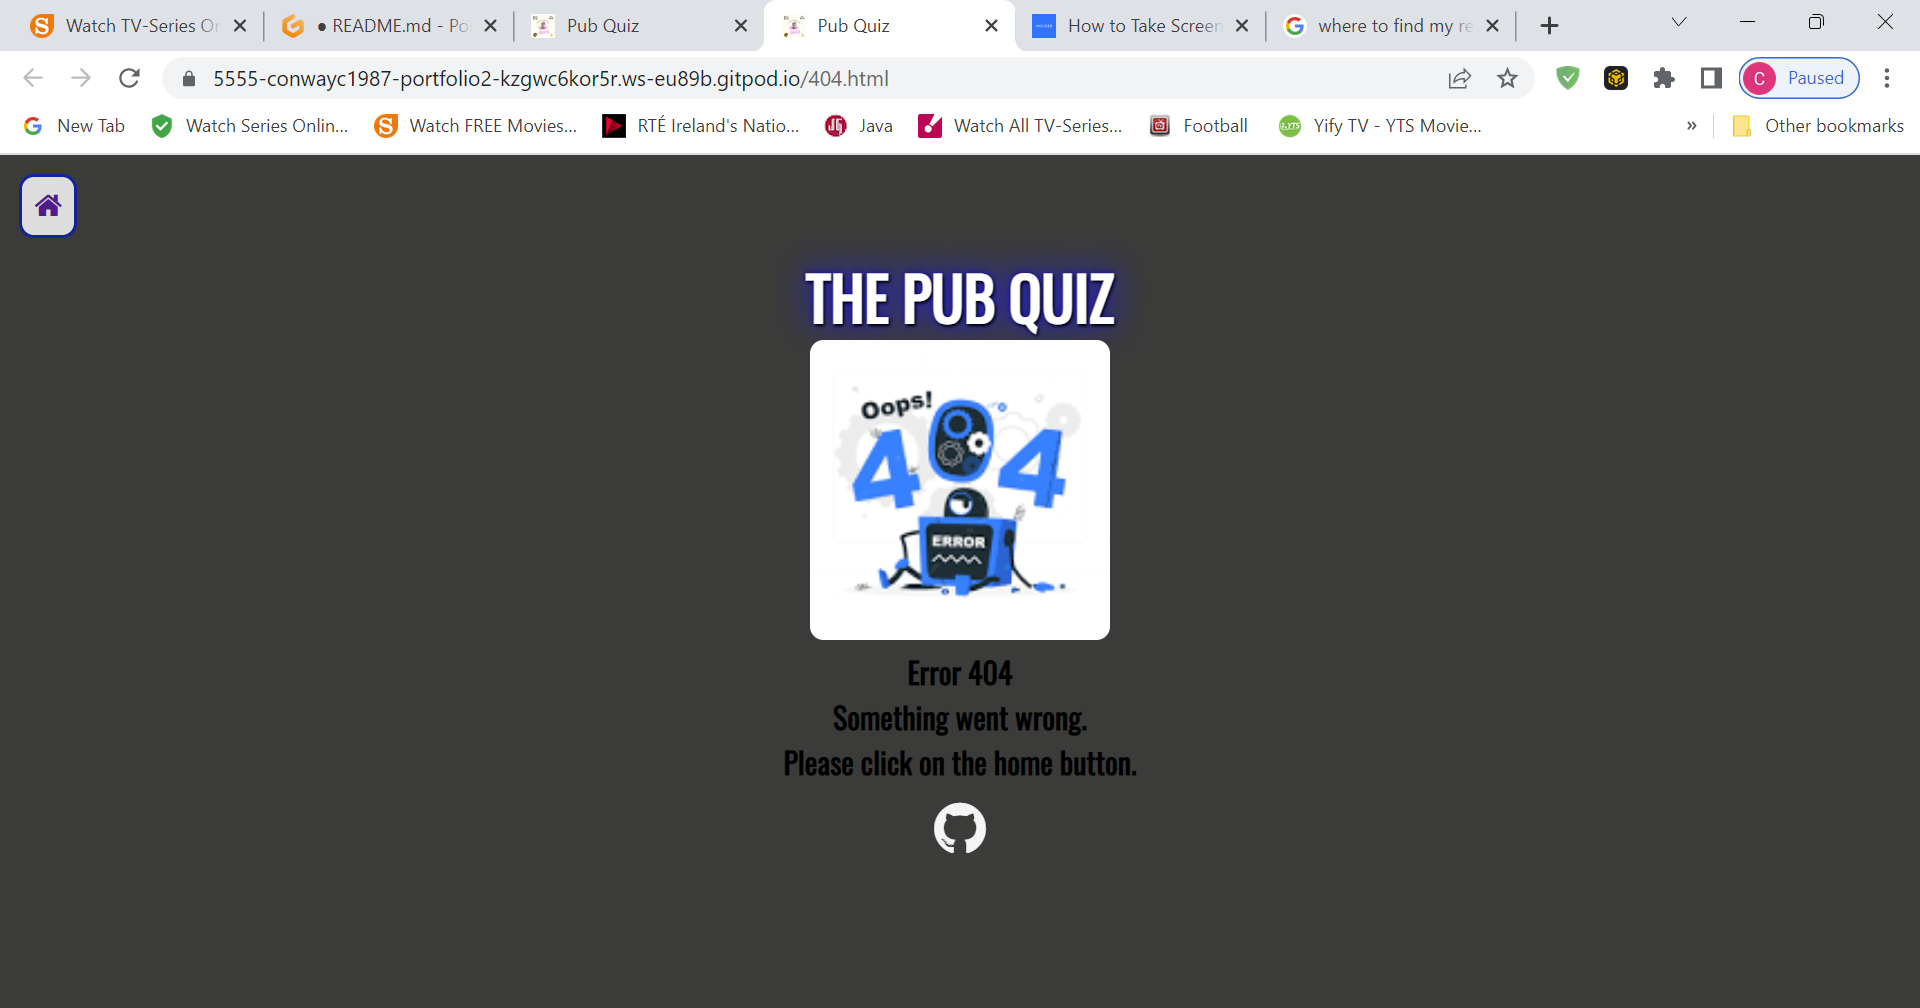 Watch TV-Series Or
● README.md - Po
Pub Quiz
Pub Quiz
How to Take Screen
where to find my re
5555-conwayc1987-portfolio2-kzgwc6kor5r.ws-eu89b.gitpod.io/404.html
C Paused
New Tab
Watch Series Onlin...
Watch FREE Movies...
RTÉ Ireland's Natio...
Java
Watch All TV-Series...
Football
Yify TV - YTS Movie...
»
Other bookmarks
THE PUB QUIZ
Oops!
404
ERROR
Error 404
Something went wrong.
Please click on the home button.